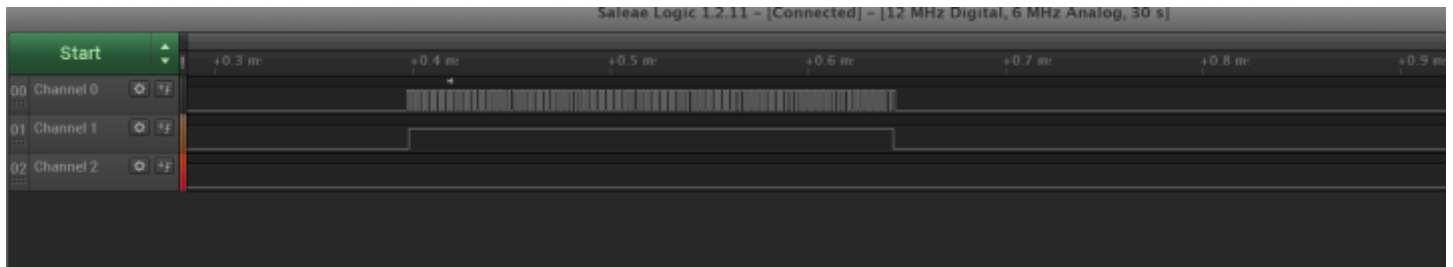 Saleae Logic 1.2.11 – [Connected] – [12 MHz Digital, 6 MHz Analog, 30 s]
Start
+0.3 m +0.4 m +0.5 m +0.6 m +0.7 m +0.8 m +0.9 m
00 Channel 0
01 Channel 1
02 Channel 2